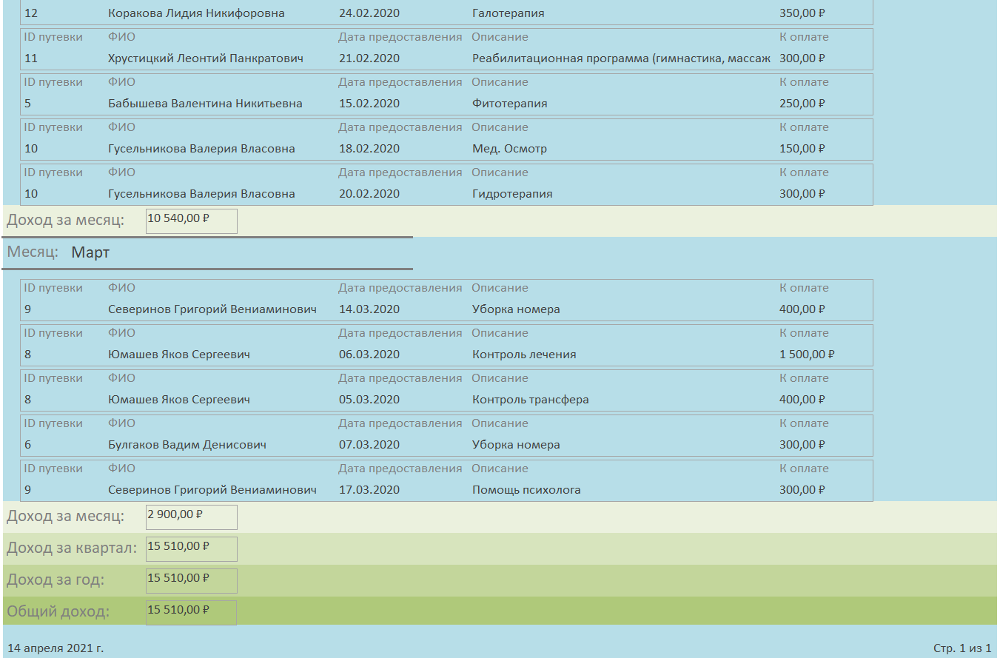 12 Коракова Лидия Никифоровна 24.02.2020 Галотерапия 350,00 ₽
ID путевки ФИО Дата предоставления Описание К оплате
11 Хрустицкий Леонтий Панкратович 21.02.2020 Реабилитационная программа (гимнастика, массаж 300,00 ₽
ID путевки ФИО Дата предоставления Описание К оплате
5 Бабышева Валентина Никитьевна 15.02.2020 Фитотерапия 250,00 ₽
ID путевки ФИО Дата предоставления Описание К оплате
10 Гусельникова Валерия Власовна 18.02.2020 Мед. Осмотр 150,00 ₽
ID путевки ФИО Дата предоставления Описание К оплате
10 Гусельникова Валерия Власовна 20.02.2020 Гидротерапия 300,00 ₽
Доход за месяц: 10 540,00 ₽
Месяц: Март
ID путевки ФИО Дата предоставления Описание К оплате
9 Северинов Григорий Вениаминович 14.03.2020 Уборка номера 400,00 ₽
ID путевки ФИО Дата предоставления Описание К оплате
8 Юмашев Яков Сергеевич 06.03.2020 Контроль лечения 1 500,00 ₽
ID путевки ФИО Дата предоставления Описание К оплате
8 Юмашев Яков Сергеевич 05.03.2020 Контроль трансфера 400,00 ₽
ID путевки ФИО Дата предоставления Описание К оплате
6 Булгаков Вадим Денисович 07.03.2020 Уборка номера 300,00 ₽
ID путевки ФИО Дата предоставления Описание К оплате
9 Северинов Григорий Вениаминович 17.03.2020 Помощь психолога 300,00 ₽
Доход за месяц: 2 900,00 ₽
Доход за квартал: 15 510,00 ₽
Доход за год: 15 510,00 ₽
Общий доход: 15 510,00 ₽
14 апреля 2021 г. Стр. 1 из 1